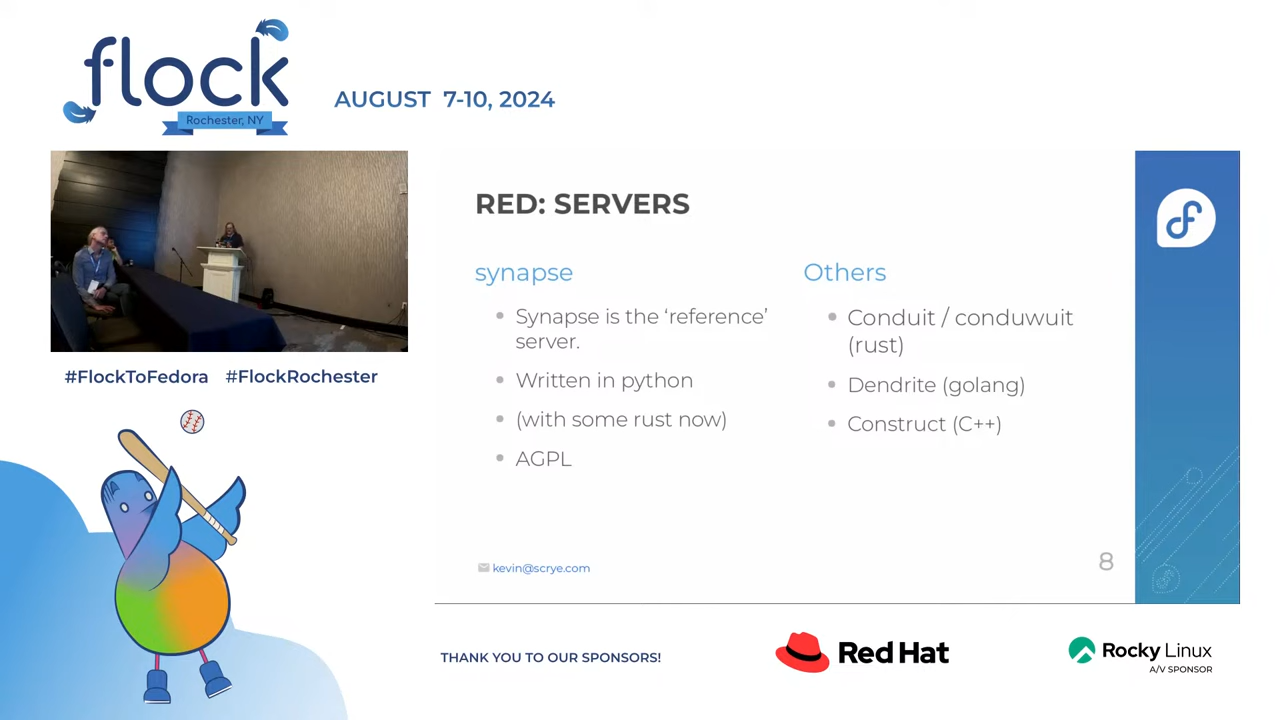 flock
Rochester, NY
AUGUST 7-10, 2024
#FlockToFedora #FlockRochester
RED: SERVERS
synapse
Synapse is the ‘reference’
server.
Written in python
(with some rust now)
AGPL
Others
Conduit / conduwuit
(rust)
Dendrite (golang)
Construct (C++)
kevin@scrye.com
8
THANK YOU TO OUR SPONSORS!
Red Hat
Rocky Linux
A/V SPONSOR